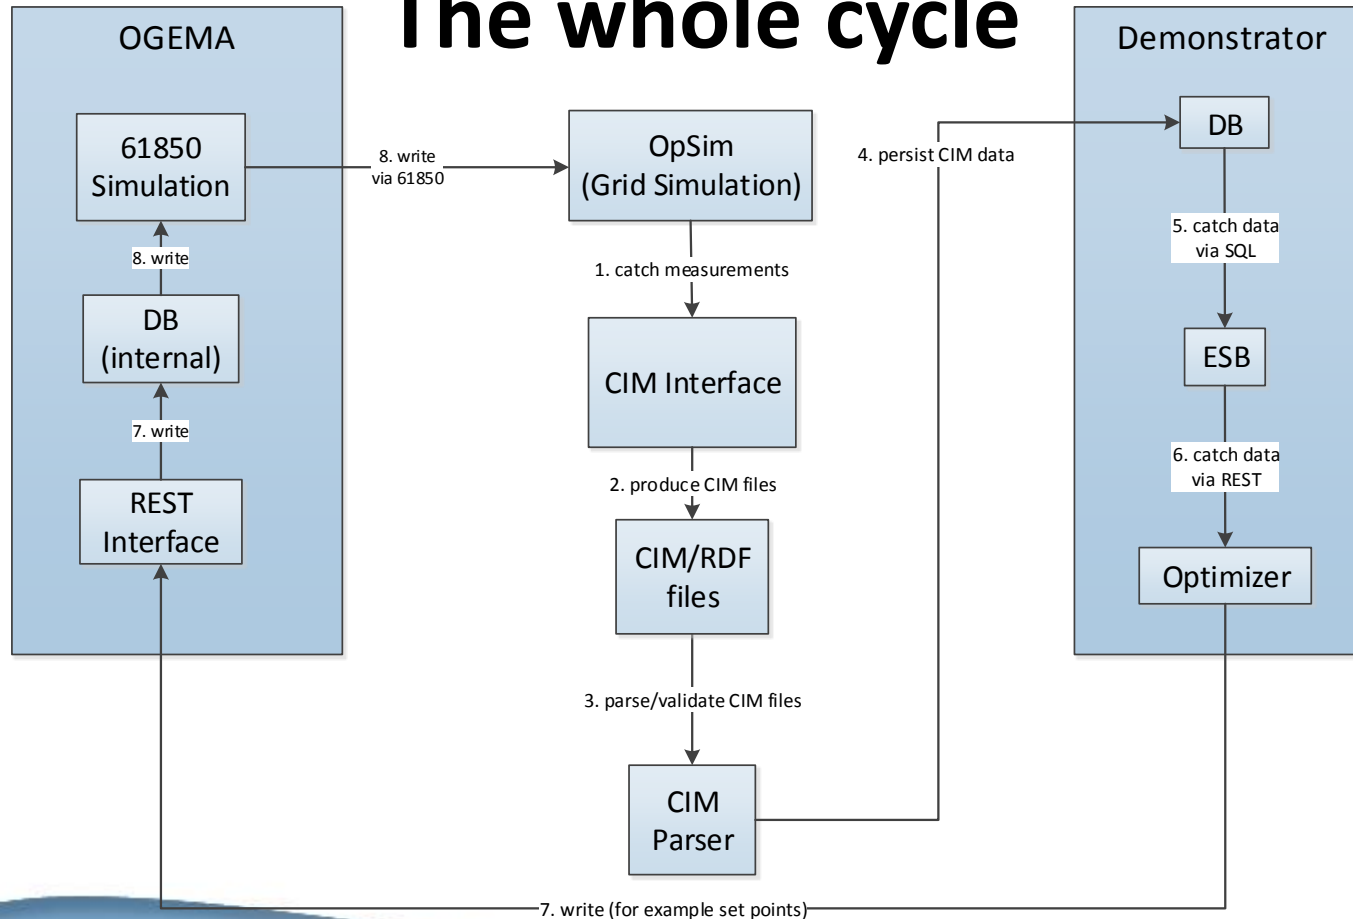 The whole cycle
OGEMA
61850
Simulation
8. write
DB
(internal)
7. write
REST
Interface
8. write
via 61850
OpSim
(Grid Simulation)
1. catch measurements
CIM Interface
2. produce CIM files
CIM/RDF
files
3. parse/validate CIM files
CIM
Parser
4. persist CIM data
Demonstrator
DB
5. catch data
via SQL
ESB
6. catch data
via REST
Optimizer
7. write (for example set points)